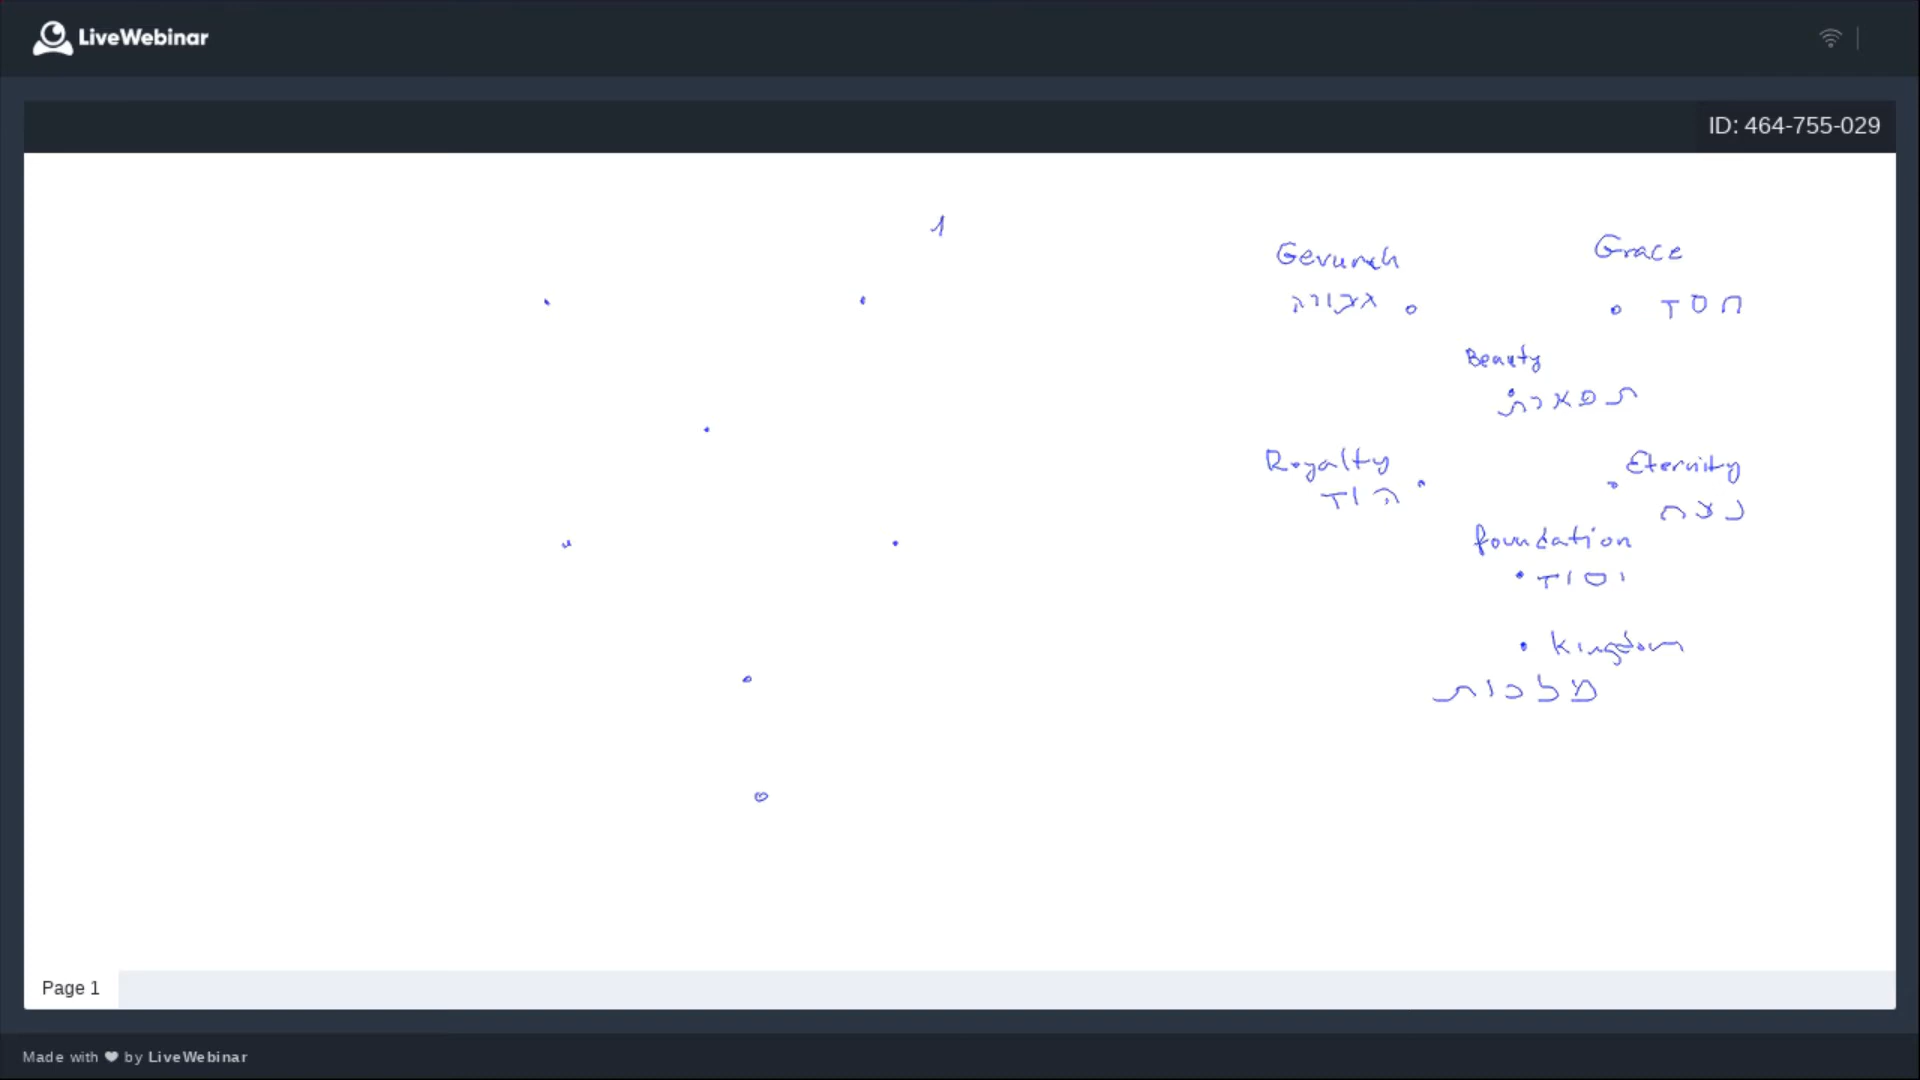 LiveWebinar
ID: 464-755-029
1
Gevurah
Grace
גבורה
חסד
Beauty
תפארת
Royalty
Eternity
הוד
נצח
foundation
יסוד
Kingdom
מלכות
Page 1
Made with ❤ by LiveWebinar